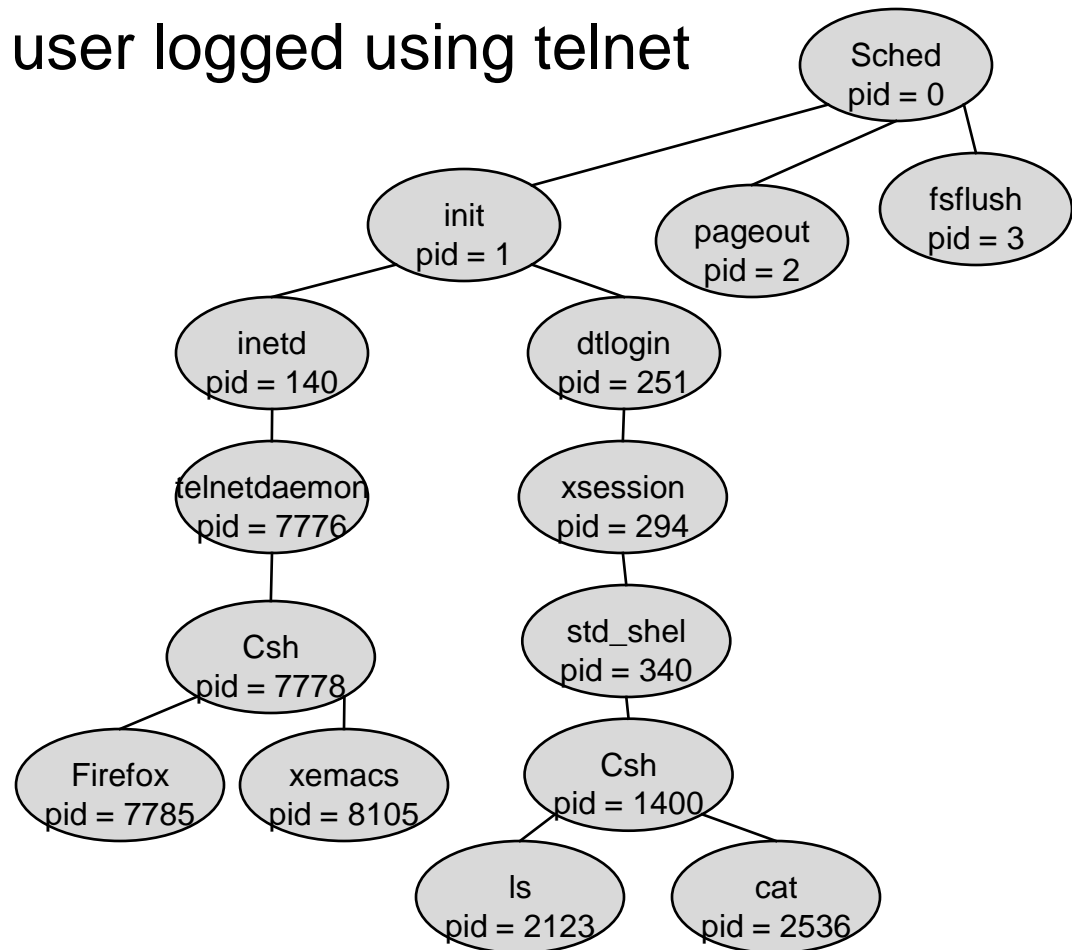 user logged using telnet
Sched
pid = 0
init
pid = 1
pageout
pid = 2
fsflush
pid = 3
inetd
pid = 140
dtlogin
pid = 251
telnetdaemon
pid = 7776
xsession
pid = 294
Csh
pid = 7778
std_shel
pid = 340
Firefox
pid = 7785
xemacs
pid = 8105
Csh
pid = 1400
ls
pid = 2123
cat
pid = 2536